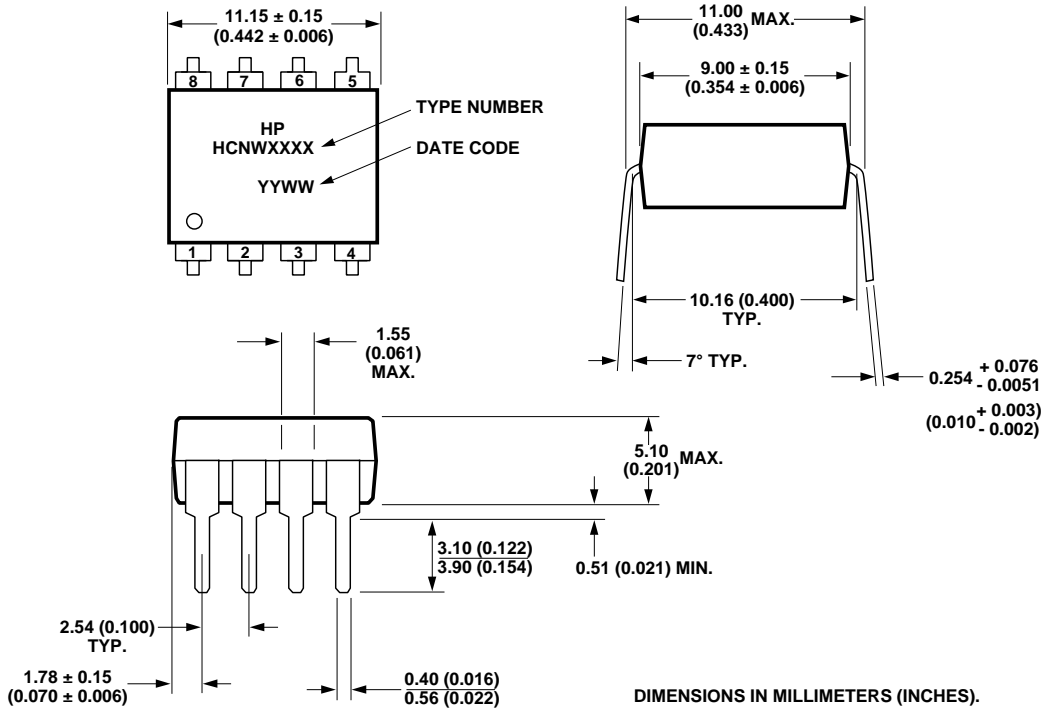 11.15 ± 0.15
(0.442 ± 0.006)
8 7 6 5
HP
HCNWXXXX
YYWW
TYPE NUMBER
DATE CODE
1 2 3 4
11.00
(0.433)
MAX.
9.00 ± 0.15
(0.354 ± 0.006)
10.16 (0.400)
TYP.
7° TYP.
0.254 + 0.076
- 0.0051
(0.010 + 0.003)
- 0.002)
1.55
(0.061)
MAX.
5.10
(0.201)
MAX.
3.10 (0.122)
3.90 (0.154)
0.51 (0.021) MIN.
2.54 (0.100)
TYP.
1.78 ± 0.15
(0.070 ± 0.006)
0.40 (0.016)
0.56 (0.022)
DIMENSIONS IN MILLIMETERS (INCHES).